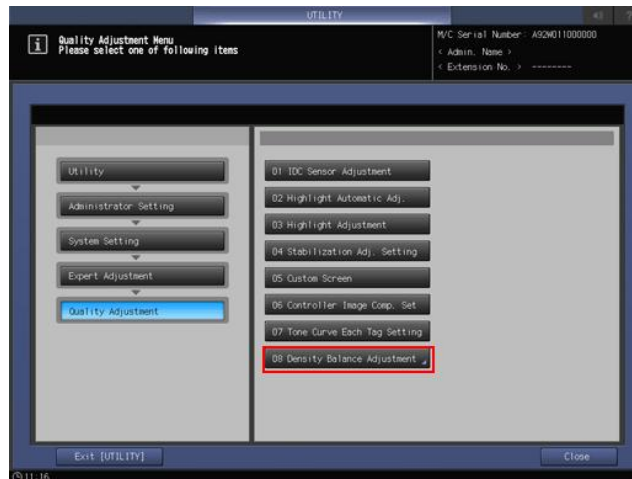 UTILITY
Quality Adjustment Menu
Please select one of following items
M/C Serial Number: A92W011000000
< Admin. Name >
< Extension No. > --------
Utility
Administrator Setting
System Setting
Expert Adjustment
Quality Adjustment
01 IDC Sensor Adjustment
02 Highlight Automatic Adj.
03 Highlight Adjustment
04 Stabilization Adj. Setting
05 Custom Screen
06 Controller Image Comp. Set
07 Tone Curve Each Tag Setting
08 Density Balance Adjustment
Exit [UTILITY]
Close
11:16